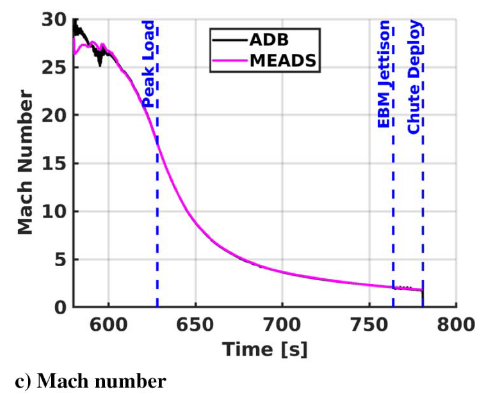 30
25
20
15
10
5
0
Mach Number
ADB
MEADS
Peak Load
EBM Jettison
Chute Deploy
600 650 700 750 800
Time [s]
c) Mach number